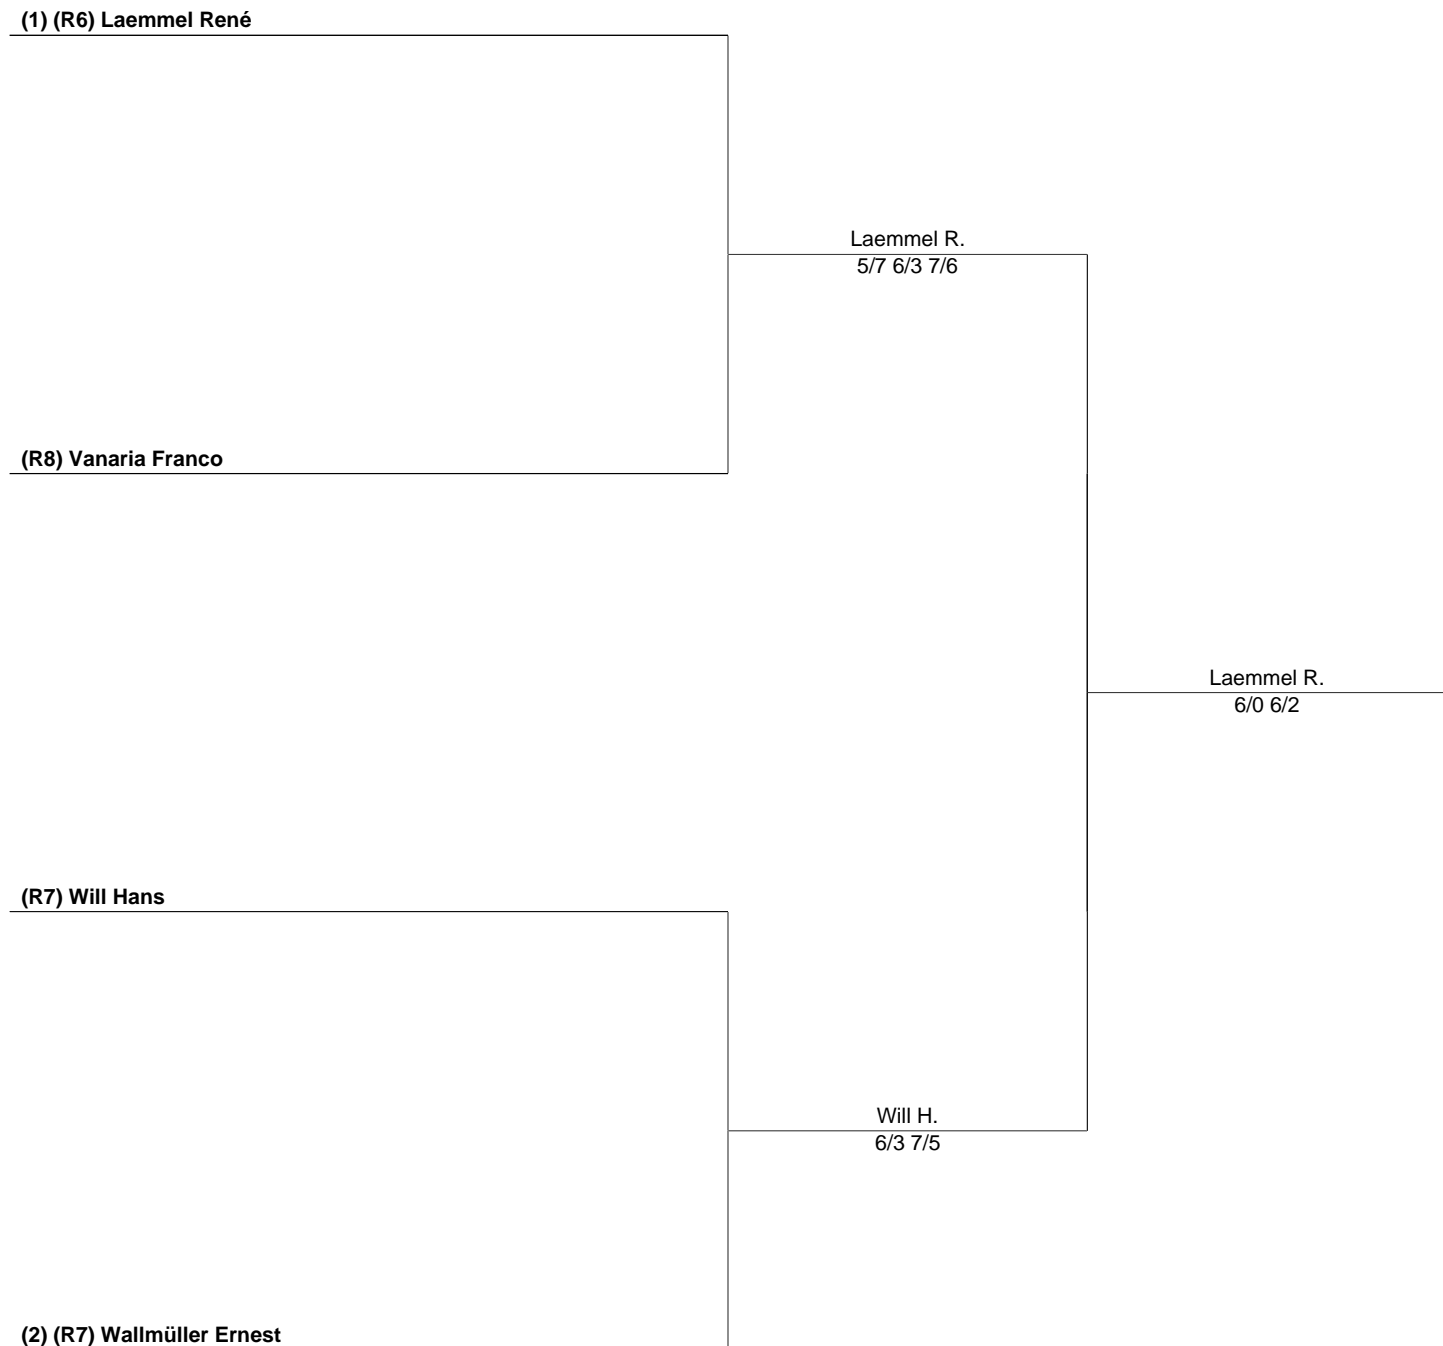 (1) (R6) Laemmel René
Laemmel R.
5/7 6/3 7/6
(R8) Vanaria Franco
Laemmel R.
6/0 6/2
(R7) Will Hans
Will H.
6/3 7/5
(2) (R7) Wallmüller Ernest